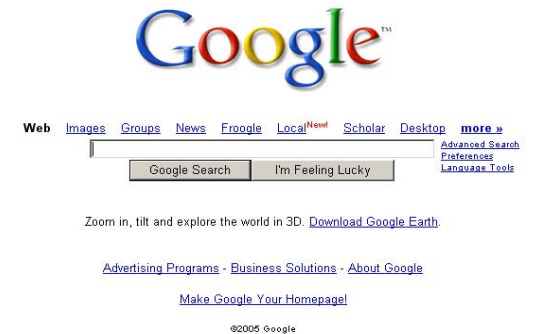 Google™
Web Images Groups News Froogle Local New! Scholar Desktop more »
Advanced Search
Preferences
Language Tools
Google Search I'm Feeling Lucky
Zoom in, tilt and explore the world in 3D. Download Google Earth.
Advertising Programs - Business Solutions - About Google
Make Google Your Homepage!
©2005 Google